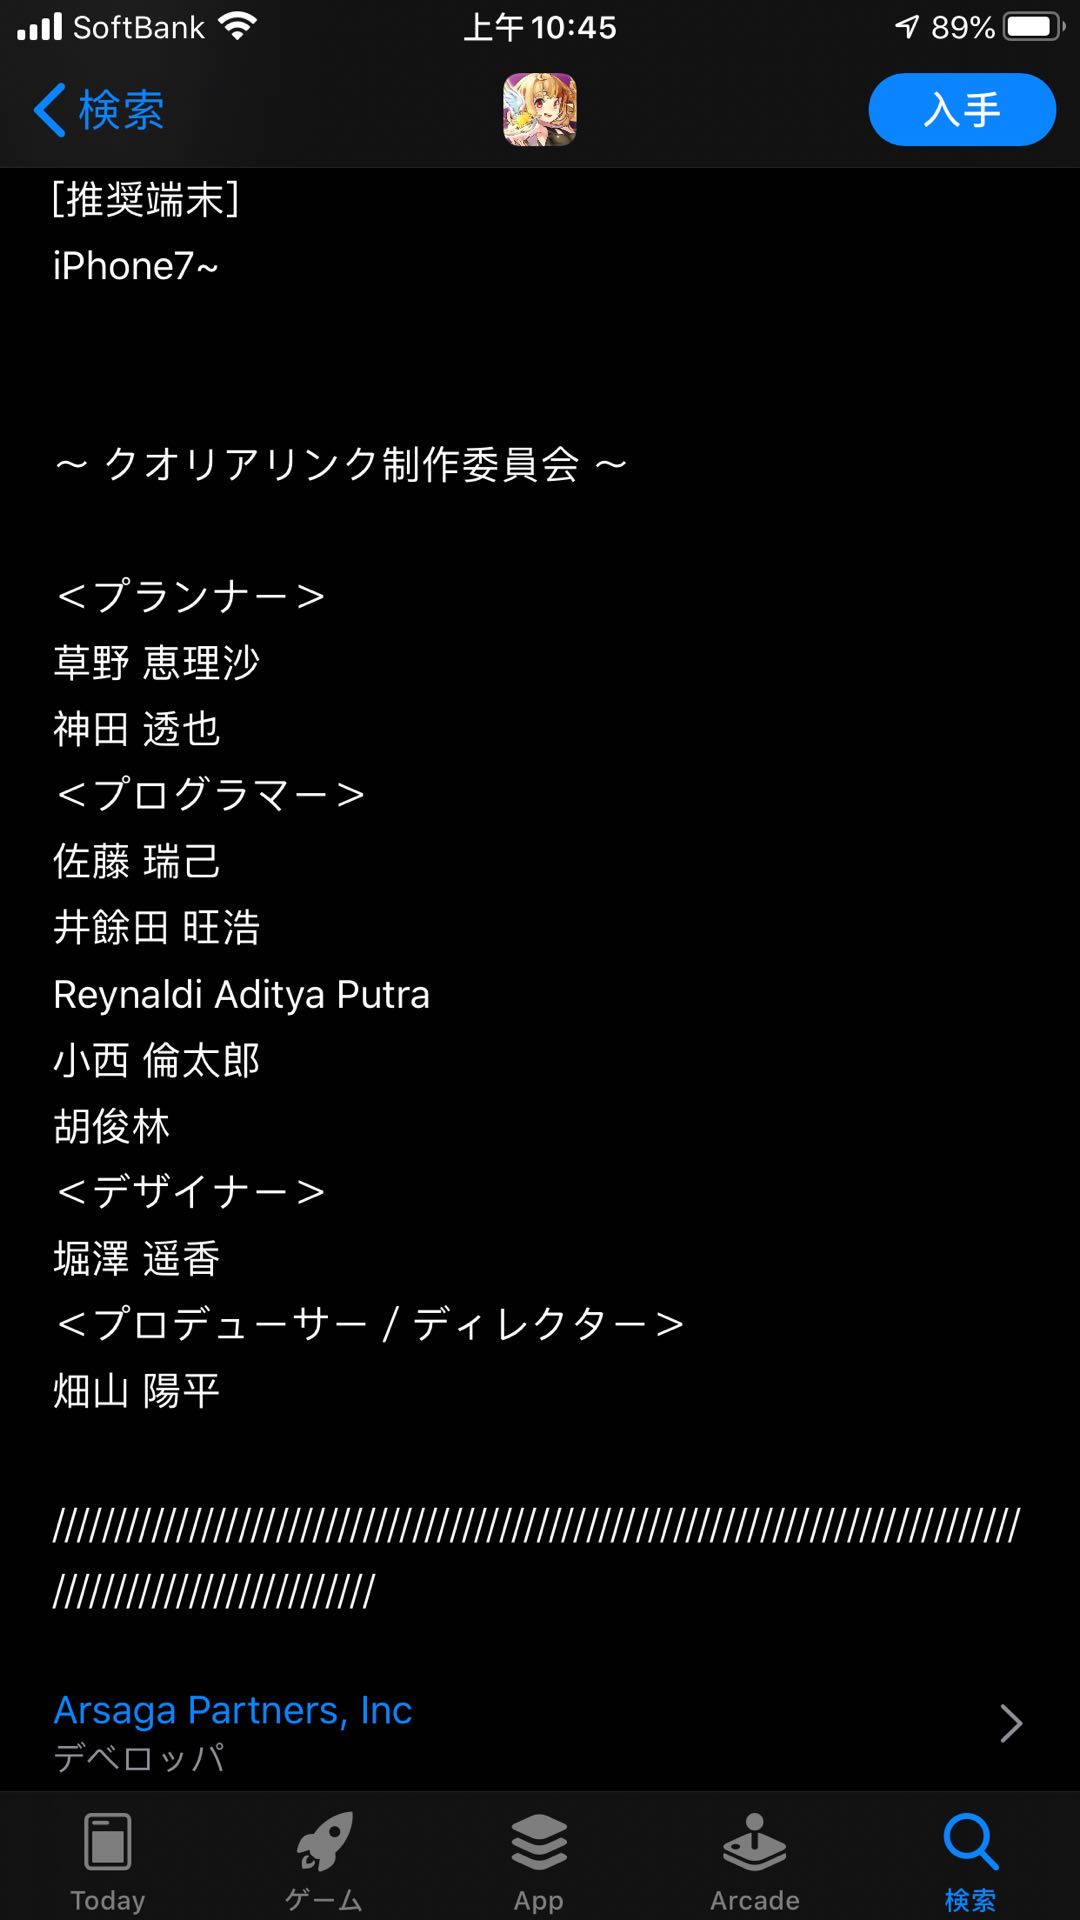 SoftBank 上午10:45 89%
検索 入手
[推奨端末]
iPhone7~
〜 クオリアリンク制作委員会 〜
＜プランナー＞
草野 恵理沙
神田 透也
＜プログラマー＞
佐藤 瑞己
井餘田 旺浩
Reynaldi Aditya Putra
小西 倫太郎
胡俊林
＜デザイナー＞
堀澤 遥香
＜プロデューサー / ディレクター＞
畑山 陽平
//////////////////////////////////////////////////////////////////////////////
//////////////////////////
Arsaga Partners, Inc
デベロッパ
Today ゲーム App Arcade 検索